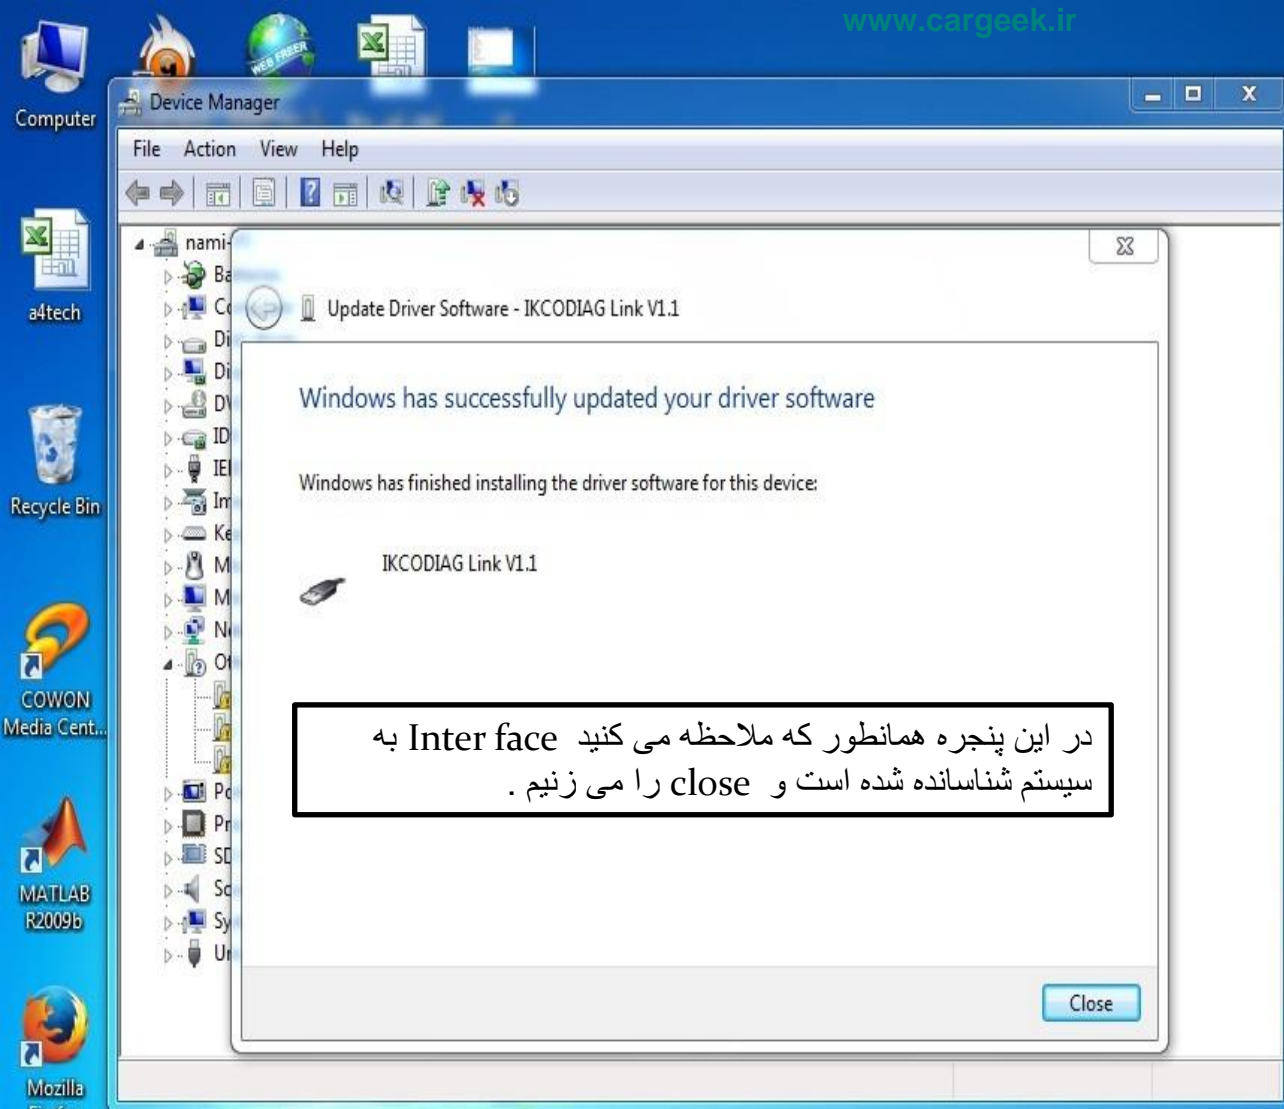 www.cargeek.ir
WEB FREER
Computer
Device Manager
File Action View Help
a4tech
nami-
Update Driver Software - IKCODIAG Link V1.1
Windows has successfully updated your driver software
Windows has finished installing the driver software for this device:
IKCODIAG Link V1.1
Recycle Bin
COWON
Media Cent...
در این پنجره همانطور که ملاحظه می کنید Inter face به
سیستم شناسانده شده است و close را می زنیم .
MATLAB
R2009b
Close
Mozilla